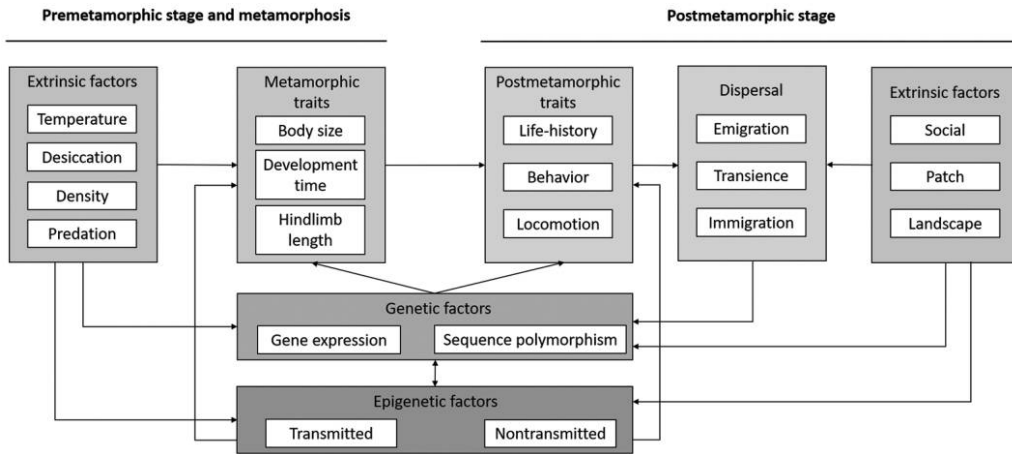 Premetamorphic stage and metamorphosis
Postmetamorphic stage
Extrinsic factors
Temperature
Desiccation
Density
Predation
Metamorphic
traits
Body size
Development
time
Hindlimb
length
Postmetamorphic
traits
Life-history
Behavior
Locomotion
Dispersal
Emigration
Transience
Immigration
Extrinsic factors
Social
Patch
Landscape
Genetic factors
Gene expression
Sequence polymorphism
Epigenetic factors
Transmitted
Nontransmitted